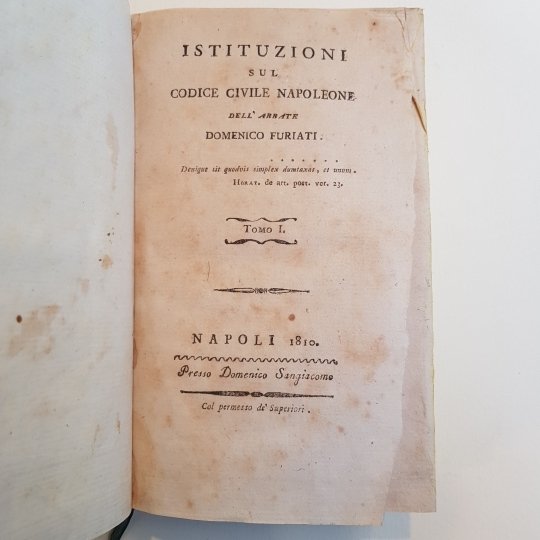 ISTITUZIONI
SUL
CODICE CIVILE NAPOLEONE
DELL' ABBATE
DOMENICO FURIATI.
.......
Denique sit quodvis simplex dumtaxat, et unum.
HORAT. de art. poet. ver. 23.
TOMO I.
NAPOLI 1810.
Presso Domenico Sangiacomo
Col permesso de' Superiori.